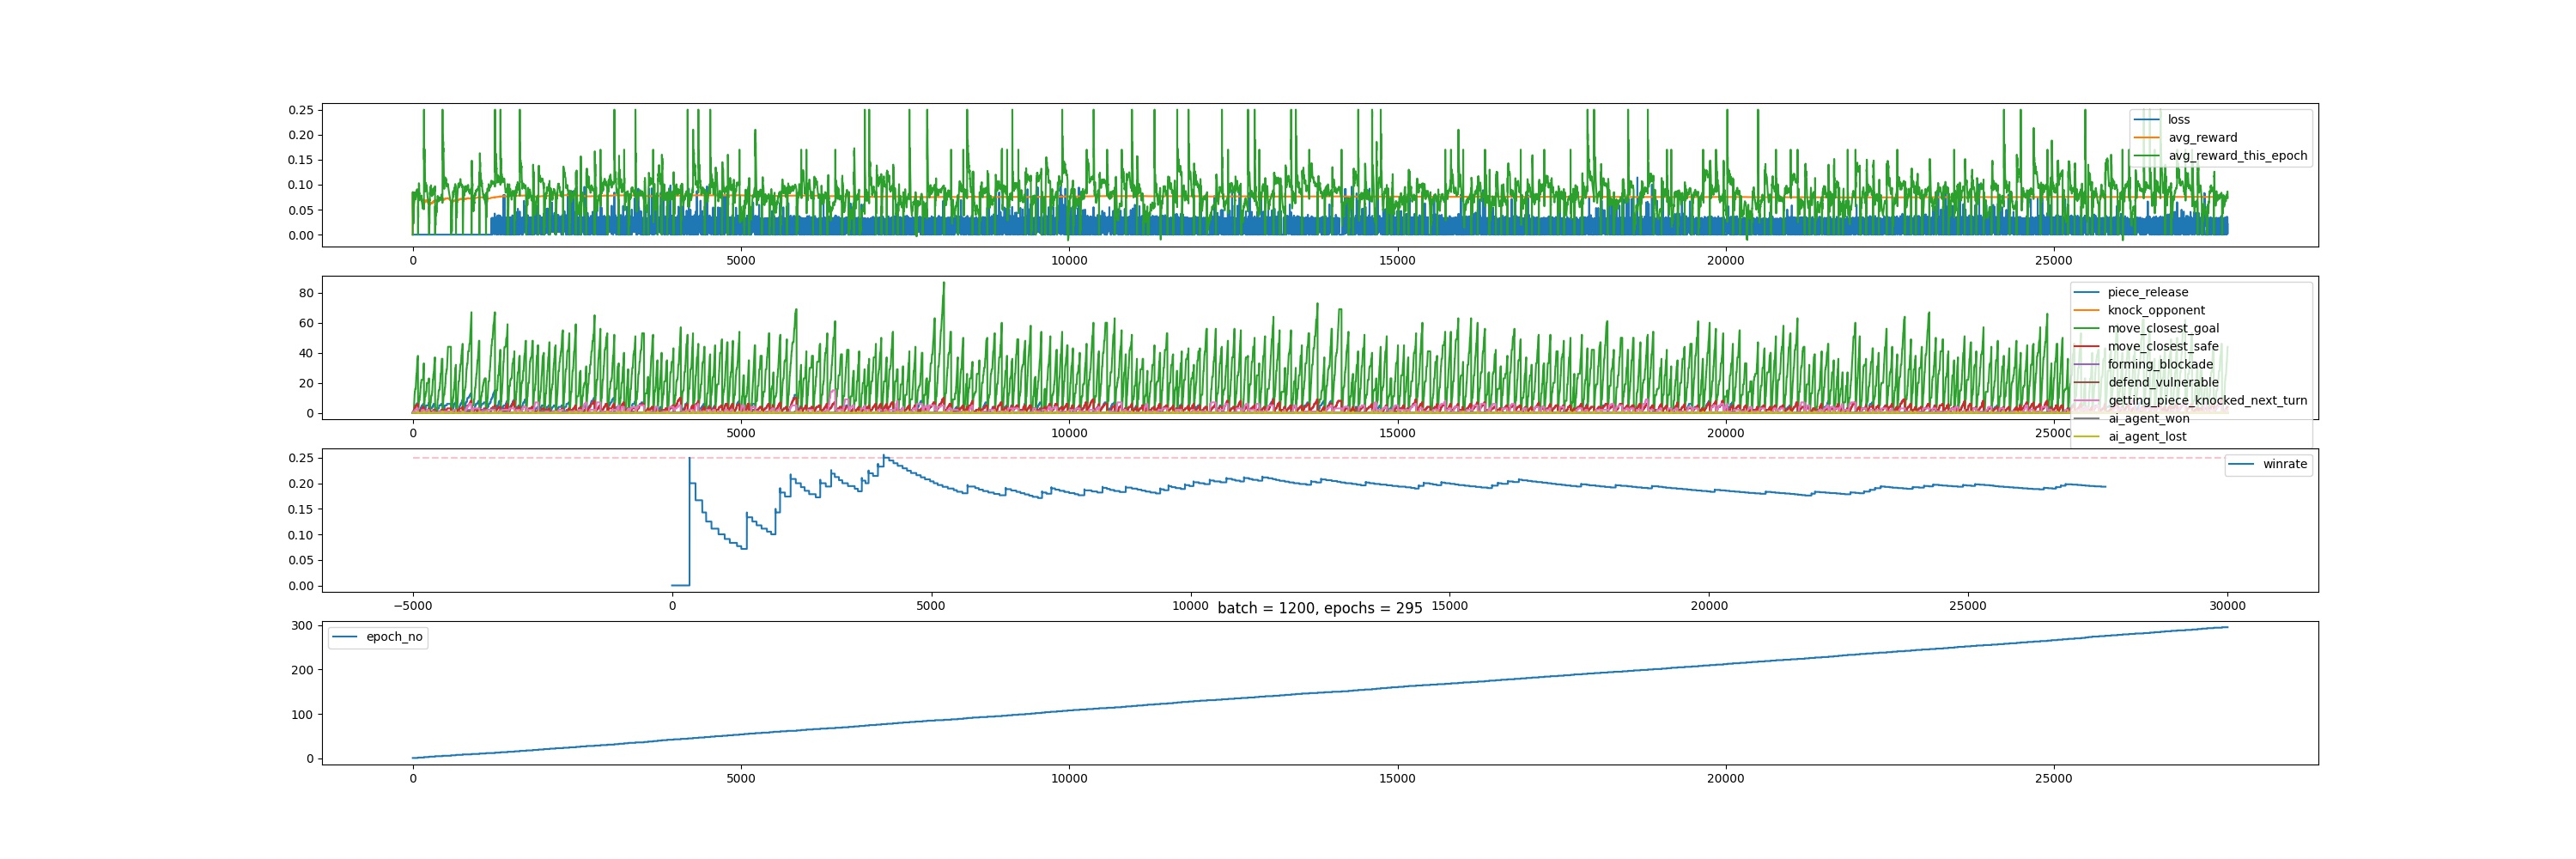 0.25
0.20
0.15
0.10
0.05
0.00
loss
avg_reward
avg_reward_this_epoch
0 5000 10000 15000 20000 25000
80
60
40
20
0
piece_release
knock_opponent
move_closest_goal
move_closest_safe
forming_blockade
defend_vulnerable
getting_piece_knocked_next_turn
ai_agent_won
ai_agent_lost
0 5000 10000 15000 20000 25000
0.25
0.20
0.15
0.10
0.05
0.00
winrate
−5000 0 5000 10000 15000 20000 25000 30000
batch = 1200, epochs = 295
300
200
100
0
epoch_no
0 5000 10000 15000 20000 25000